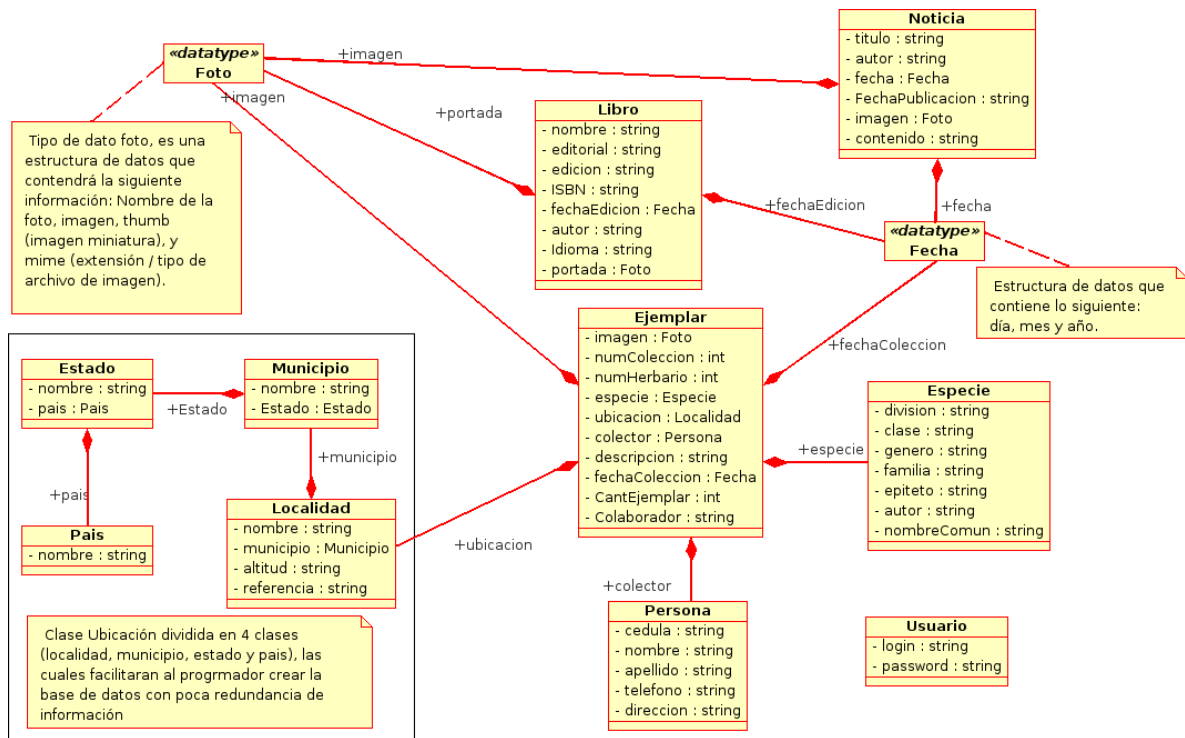 «datatype»
Foto
+imagen
+imagen
+portada
Tipo de dato foto, es una
estructura de datos que
contendrá la siguiente
información: Nombre de la
foto, imagen, thumb
(imagen miniatura), y
mime (extensión / tipo de
archivo de imagen).
Noticia
- titulo : string
- autor : string
- fecha : Fecha
- FechaPublicacion : string
- imagen : Foto
- contenido : string
Libro
- nombre : string
- editorial : string
- edicion : string
- ISBN : string
- fechaEdicion : Fecha
- autor : string
- Idioma : string
- portada : Foto
+fechaEdicion
+fecha
«datatype»
Fecha
Estructura de datos que
contiene lo siguiente:
día, mes y año.
+fechaColeccion
Ejemplar
- imagen : Foto
- numColeccion : int
- numHerbario : int
- especie : Especie
- ubicacion : Localidad
- colector : Persona
- descripcion : string
- fechaColeccion : Fecha
- CantEjemplar : int
- Colaborador : string
+especie
Especie
- division : string
- clase : string
- genero : string
- familia : string
- epiteto : string
- autor : string
- nombreComun : string
Estado
- nombre : string
- pais : Pais
+Estado
Municipio
- nombre : string
- Estado : Estado
+municipio
+pais
Pais
- nombre : string
Localidad
- nombre : string
- municipio : Municipio
- altitud : string
- referencia : string
+ubicacion
Clase Ubicación dividida en 4 clases
(localidad, municipio, estado y pais), las
cuales facilitaran al progrmador crear la
base de datos con poca redundancia de
información
+colector
Persona
- cedula : string
- nombre : string
- apellido : string
- telefono : string
- direccion : string
Usuario
- login : string
- password : string